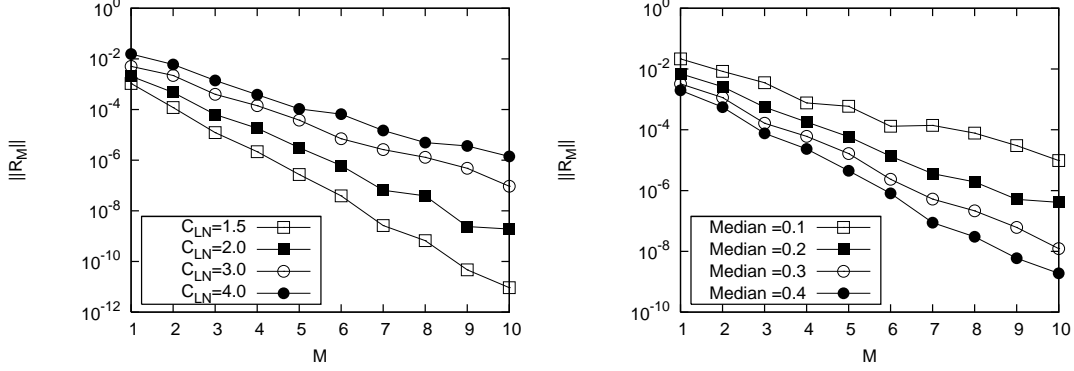 10^0
10^-2
10^-4
10^-6
10^-8
10^-10
10^-12
||R_M||
1 2 3 4 5 6 7 8 9 10
M
C_LN=1.5
C_LN=2.0
C_LN=3.0
C_LN=4.0
10^0
10^-2
10^-4
10^-6
10^-8
10^-10
||R_M||
1 2 3 4 5 6 7 8 9 10
M
Median =0.1
Median =0.2
Median =0.3
Median =0.4